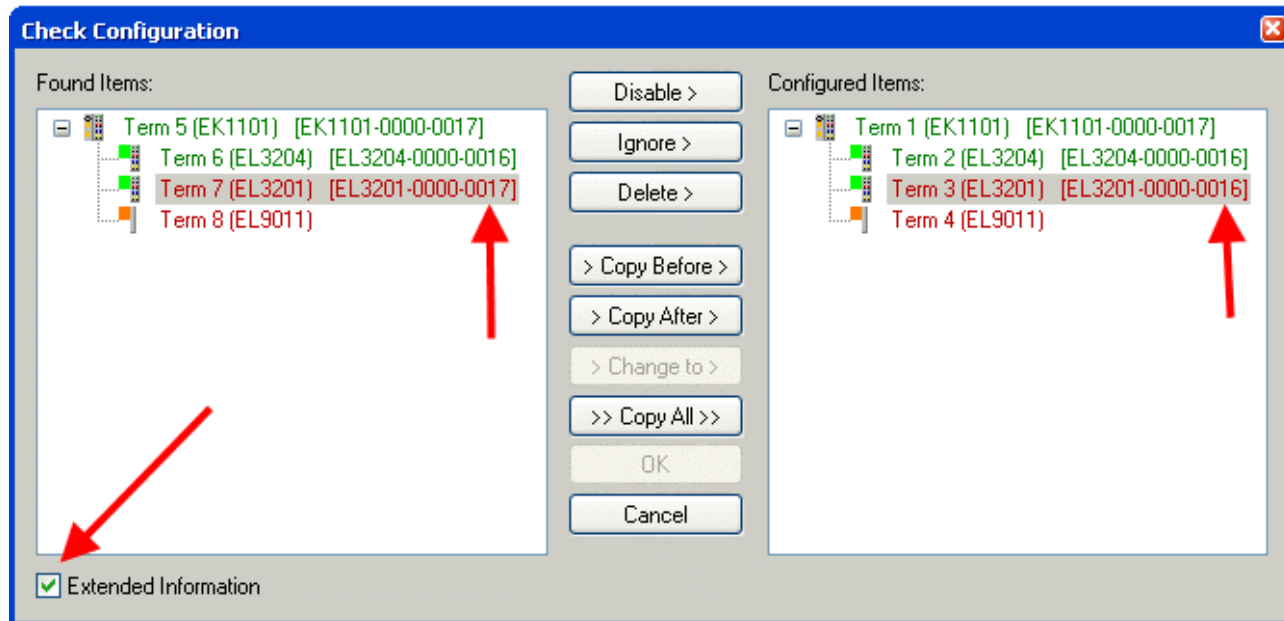 Check Configuration
Found Items:
Term 5 (EK1101) [EK1101-0000-0017]
Term 6 (EL3204) [EL3204-0000-0016]
Term 7 (EL3201) [EL3201-0000-0017]
Term 8 (EL9011)
Disable >
Ignore >
Delete >
> Copy Before >
> Copy After >
> Change to >
>> Copy All >>
OK
Cancel
Configured Items:
Term 1 (EK1101) [EK1101-0000-0017]
Term 2 (EL3204) [EL3204-0000-0016]
Term 3 (EL3201) [EL3201-0000-0016]
Term 4 (EL9011)
Extended Information